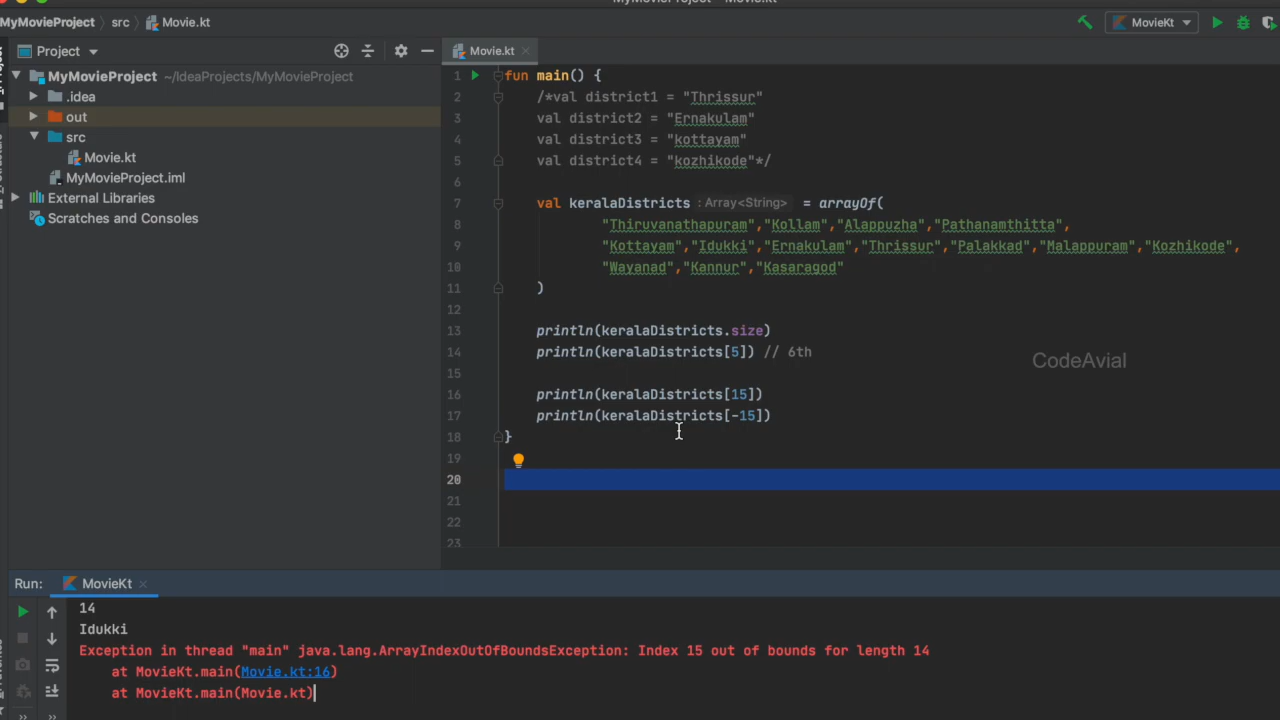 MyMovieProject – Movie.kt
MyMovieProject src Movie.kt MovieKt
Project Movie.kt
MyMovieProject ~/IdeaProjects/MyMovieProject
.idea
out
src
Movie.kt
MyMovieProject.iml
External Libraries
Scratches and Consoles
1 fun main() {
2 /*val district1 = "Thrissur"
3 val district2 = "Ernakulam"
4 val district3 = "kottayam"
5 val district4 = "kozhikode"*/
6
7 val keralaDistricts : Array<String> = arrayOf(
8 "Thiruvanathapuram","Kollam","Alappuzha","Pathanamthitta",
9 "Kottayam","Idukki","Ernakulam","Thrissur","Palakkad","Malappuram","Kozhikode",
10 "Wayanad","Kannur","Kasaragod"
11 )
12
13 println(keralaDistricts.size)
14 println(keralaDistricts[5]) // 6th
15
16 println(keralaDistricts[15])
17 println(keralaDistricts[-15])
18 }
19
20
21
22
23
CodeAvial
Run: MovieKt
14
Idukki
Exception in thread "main" java.lang.ArrayIndexOutOfBoundsException: Index 15 out of bounds for length 14
at MovieKt.main(Movie.kt:16)
at MovieKt.main(Movie.kt)